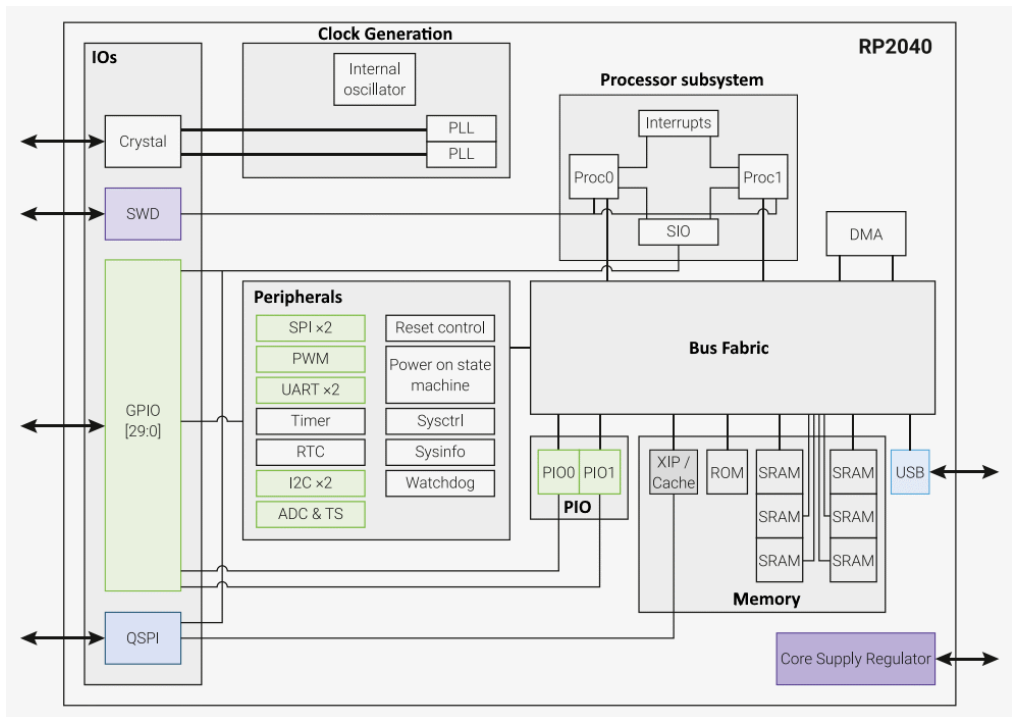 RP2040
Clock Generation
IOs
Internal
oscillator
Crystal
PLL
PLL
SWD
Processor subsystem
Interrupts
Proc0
Proc1
SIO
DMA
Peripherals
SPI ×2
PWM
UART ×2
Timer
RTC
I2C ×2
ADC & TS
Reset control
Power on state
machine
Sysctrl
Sysinfo
Watchdog
GPIO
[29:0]
Bus Fabric
PIO0
PIO1
PIO
XIP /
Cache
ROM
SRAM
SRAM
SRAM
SRAM
SRAM
SRAM
Memory
USB
QSPI
Core Supply Regulator